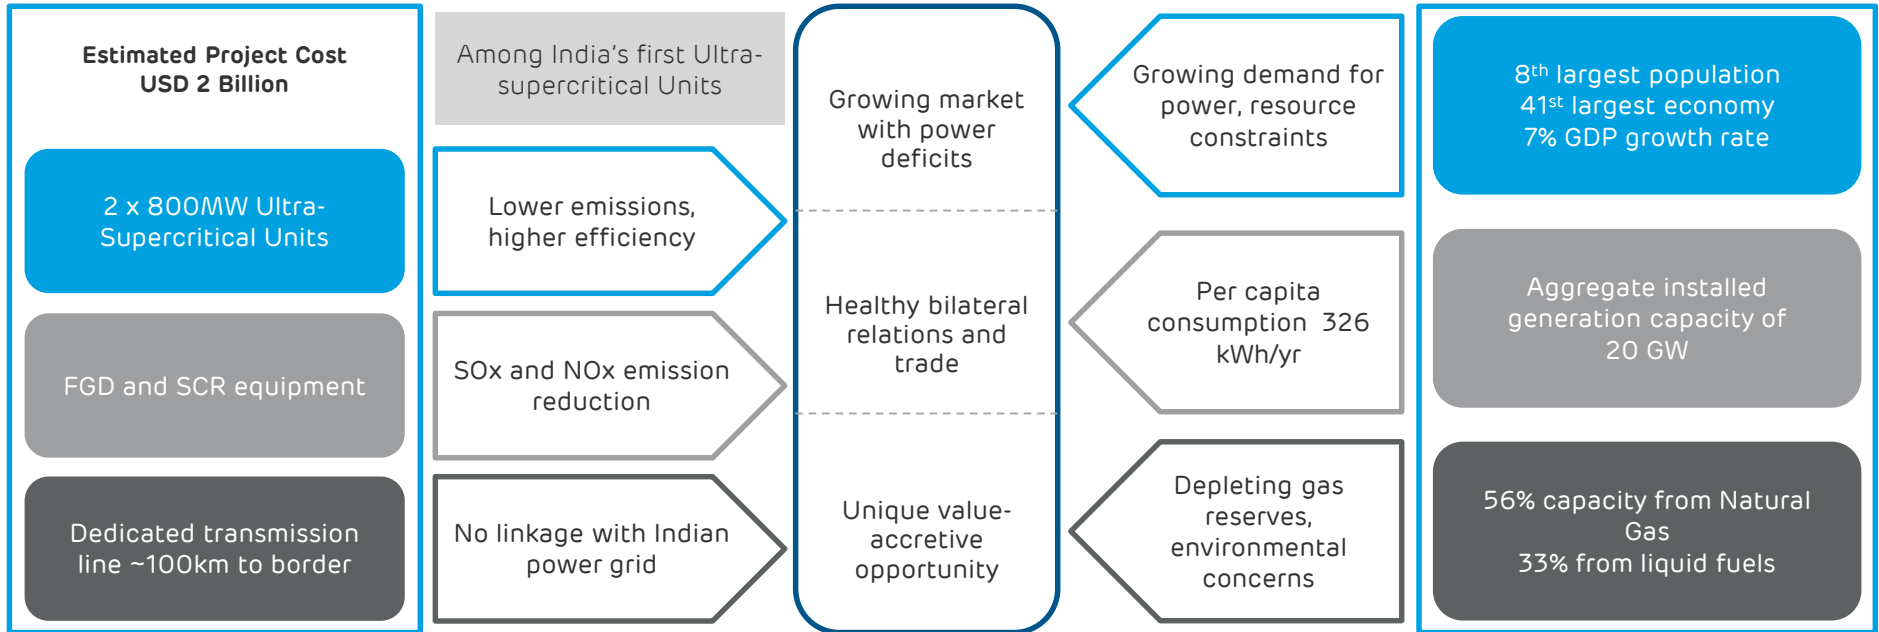 Estimated Project Cost
USD 2 Billion
2 x 800MW Ultra-
Supercritical Units
FGD and SCR equipment
Dedicated transmission
line ~100km to border
Among India’s first Ultra-
supercritical Units
Lower emissions,
higher efficiency
SOx and NOx emission
reduction
No linkage with Indian
power grid
Growing market
with power
deficits
Healthy bilateral
relations and
trade
Unique value-
accretive
opportunity
Growing demand for
power, resource
constraints
Per capita
consumption 326
kWh/yr
Depleting gas
reserves,
environmental
concerns
8th largest population
41st largest economy
7% GDP growth rate
Aggregate installed
generation capacity of
20 GW
56% capacity from Natural
Gas
33% from liquid fuels